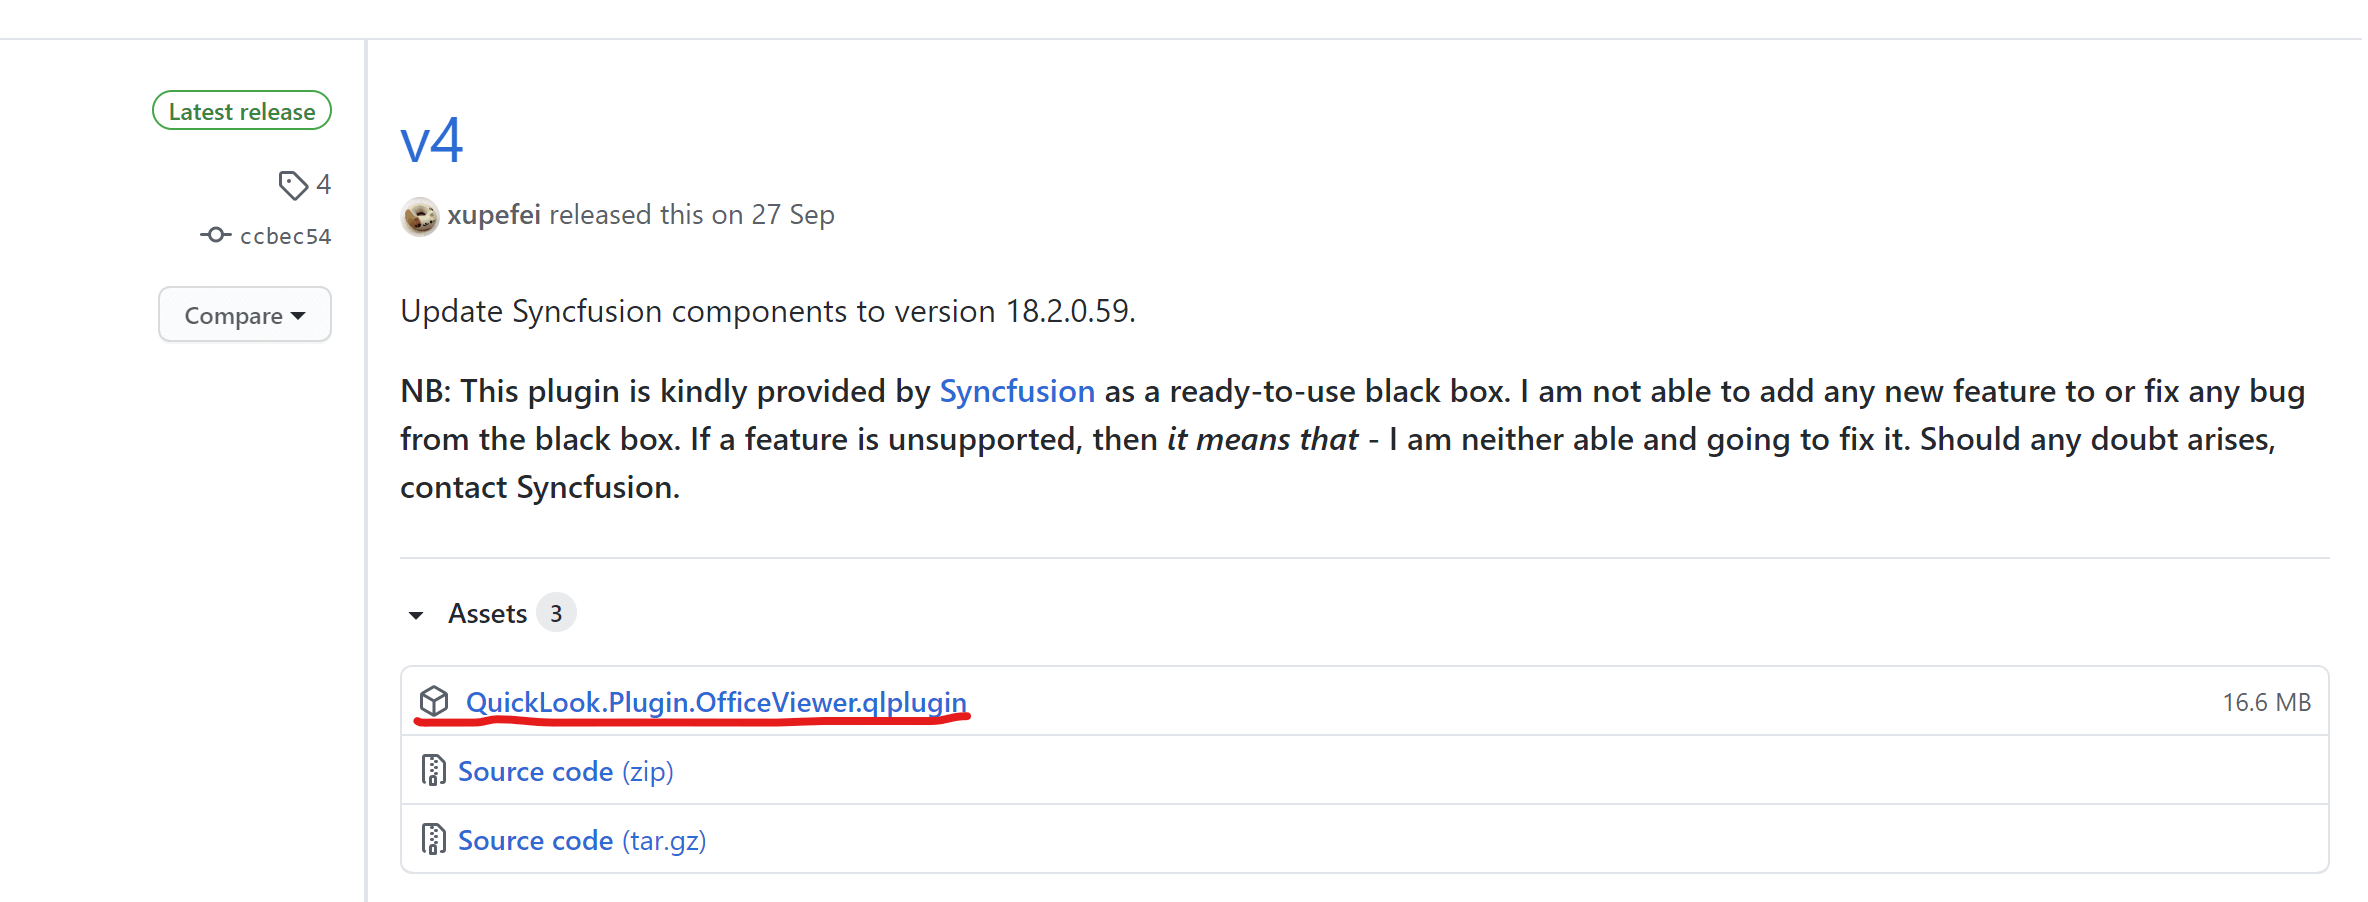 Latest release
4
ccbec54
Compare
v4
xupefei released this on 27 Sep
Update Syncfusion components to version 18.2.0.59.
NB: This plugin is kindly provided by Syncfusion as a ready-to-use black box. I am not able to add any new feature to or fix any bug
from the black box. If a feature is unsupported, then it means that - I am neither able and going to fix it. Should any doubt arises,
contact Syncfusion.
Assets 3
QuickLook.Plugin.OfficeViewer.qlplugin 16.6 MB
Source code (zip)
Source code (tar.gz)